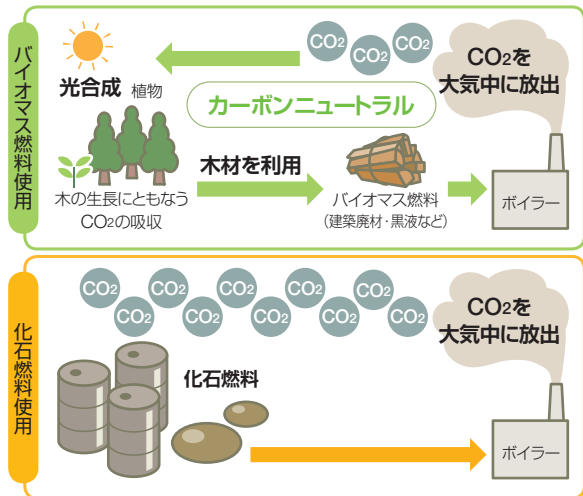 バイオマス燃料使用
CO2 CO2 CO2
CO2を
大気中に放出
光合成 植物
カーボンニュートラル
木材を利用
木の生長にともなう
CO2の吸収
バイオマス燃料
（建築廃材・黒液など）
ボイラー
化石燃料使用
CO2 CO2 CO2 CO2
CO2 CO2 CO2 CO2
CO2を
大気中に放出
化石燃料
ボイラー